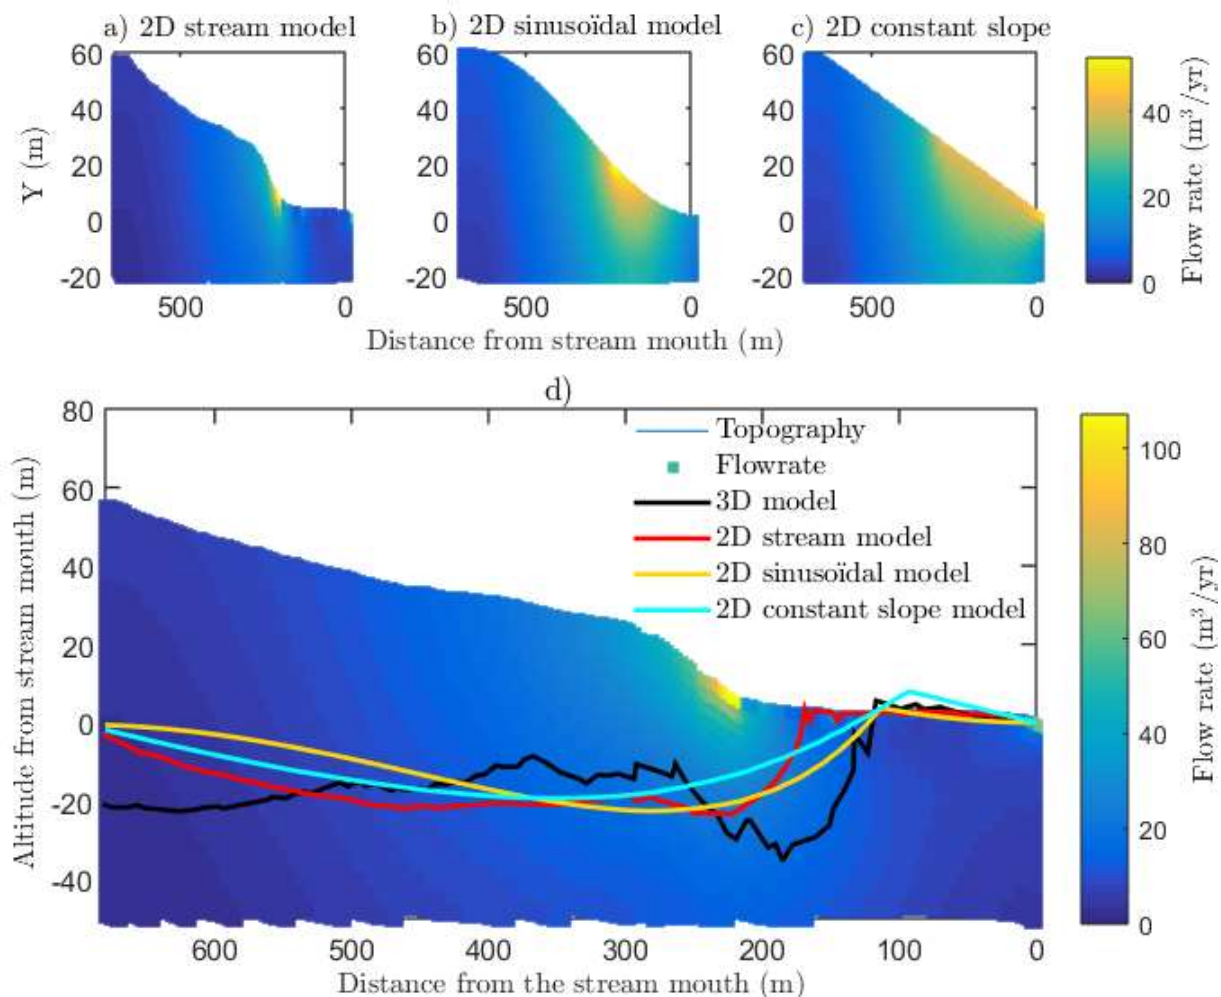 a) 2D stream model
b) 2D sinusoïdal model
c) 2D constant slope
60
40
20
0
-20
Y (m)
500
0
60
40
20
0
-20
500
0
60
40
20
0
-20
500
0
Distance from stream mouth (m)
40
20
0
Flow rate (m³/yr)
d)
80
60
40
20
0
-20
-40
Altitude from stream mouth (m)
Topography
Flowrate
3D model
2D stream model
2D sinusoïdal model
2D constant slope model
600
500
400
300
200
100
0
Distance from the stream mouth (m)
100
80
60
40
20
0
Flow rate (m³/yr)